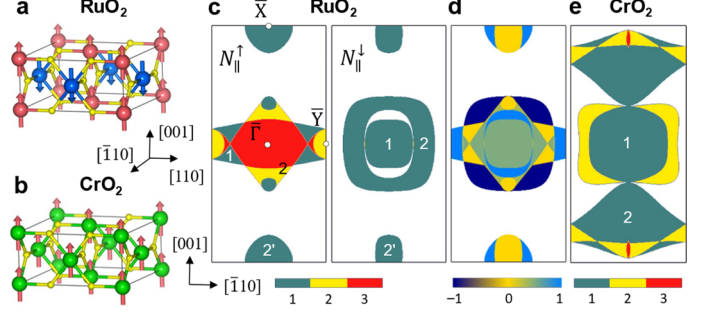 a RuO₂
[001]
[1̄10]
[110]
b CrO₂
[001]
[1̄10]
c X̄ RuO₂
N∥↑
N∥↓
Γ̄
Ȳ
1
2
2'
1
2
2'
1 2 3
d
−1 0 1
e CrO₂
1
2
1 2 3